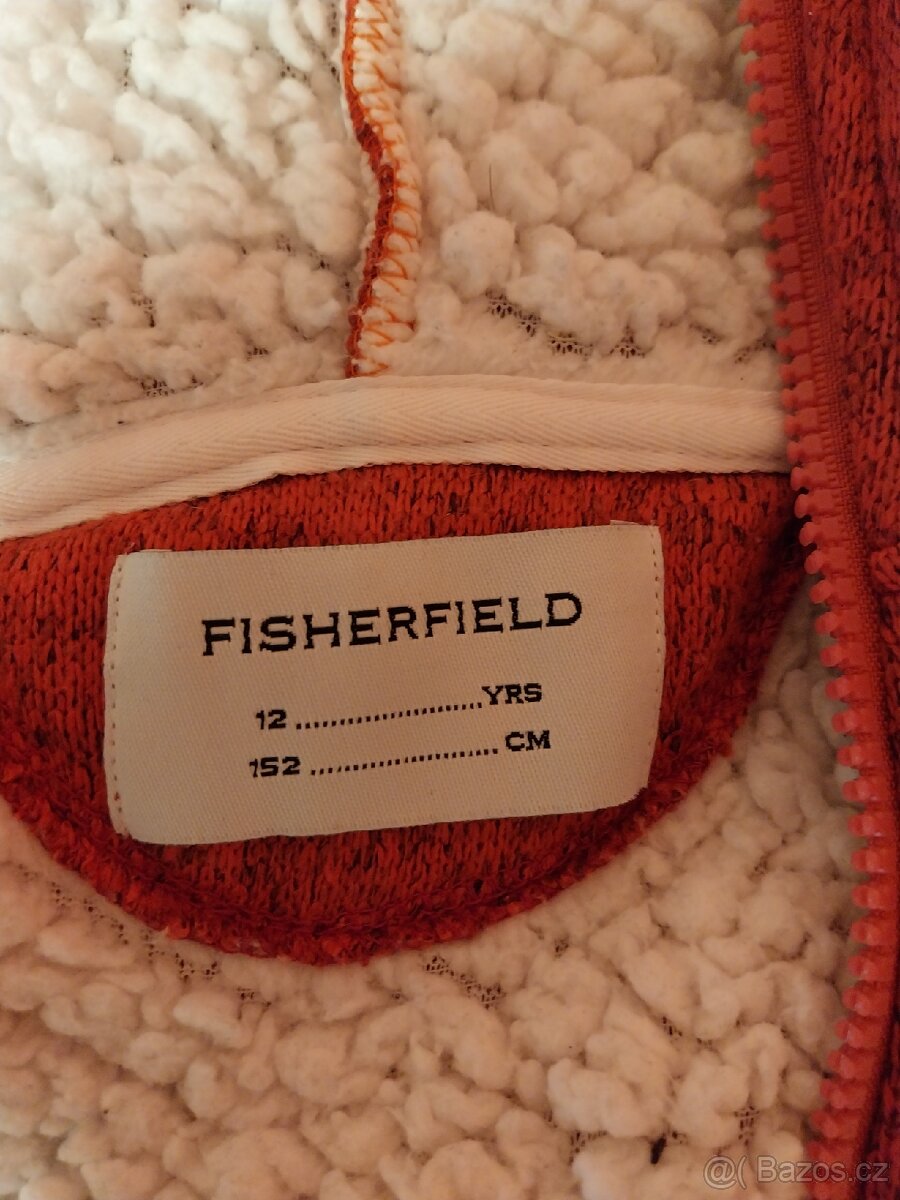 FISHERFIELD
12 ........................ YRS
152 ........................ CM
@( Bazos.cz